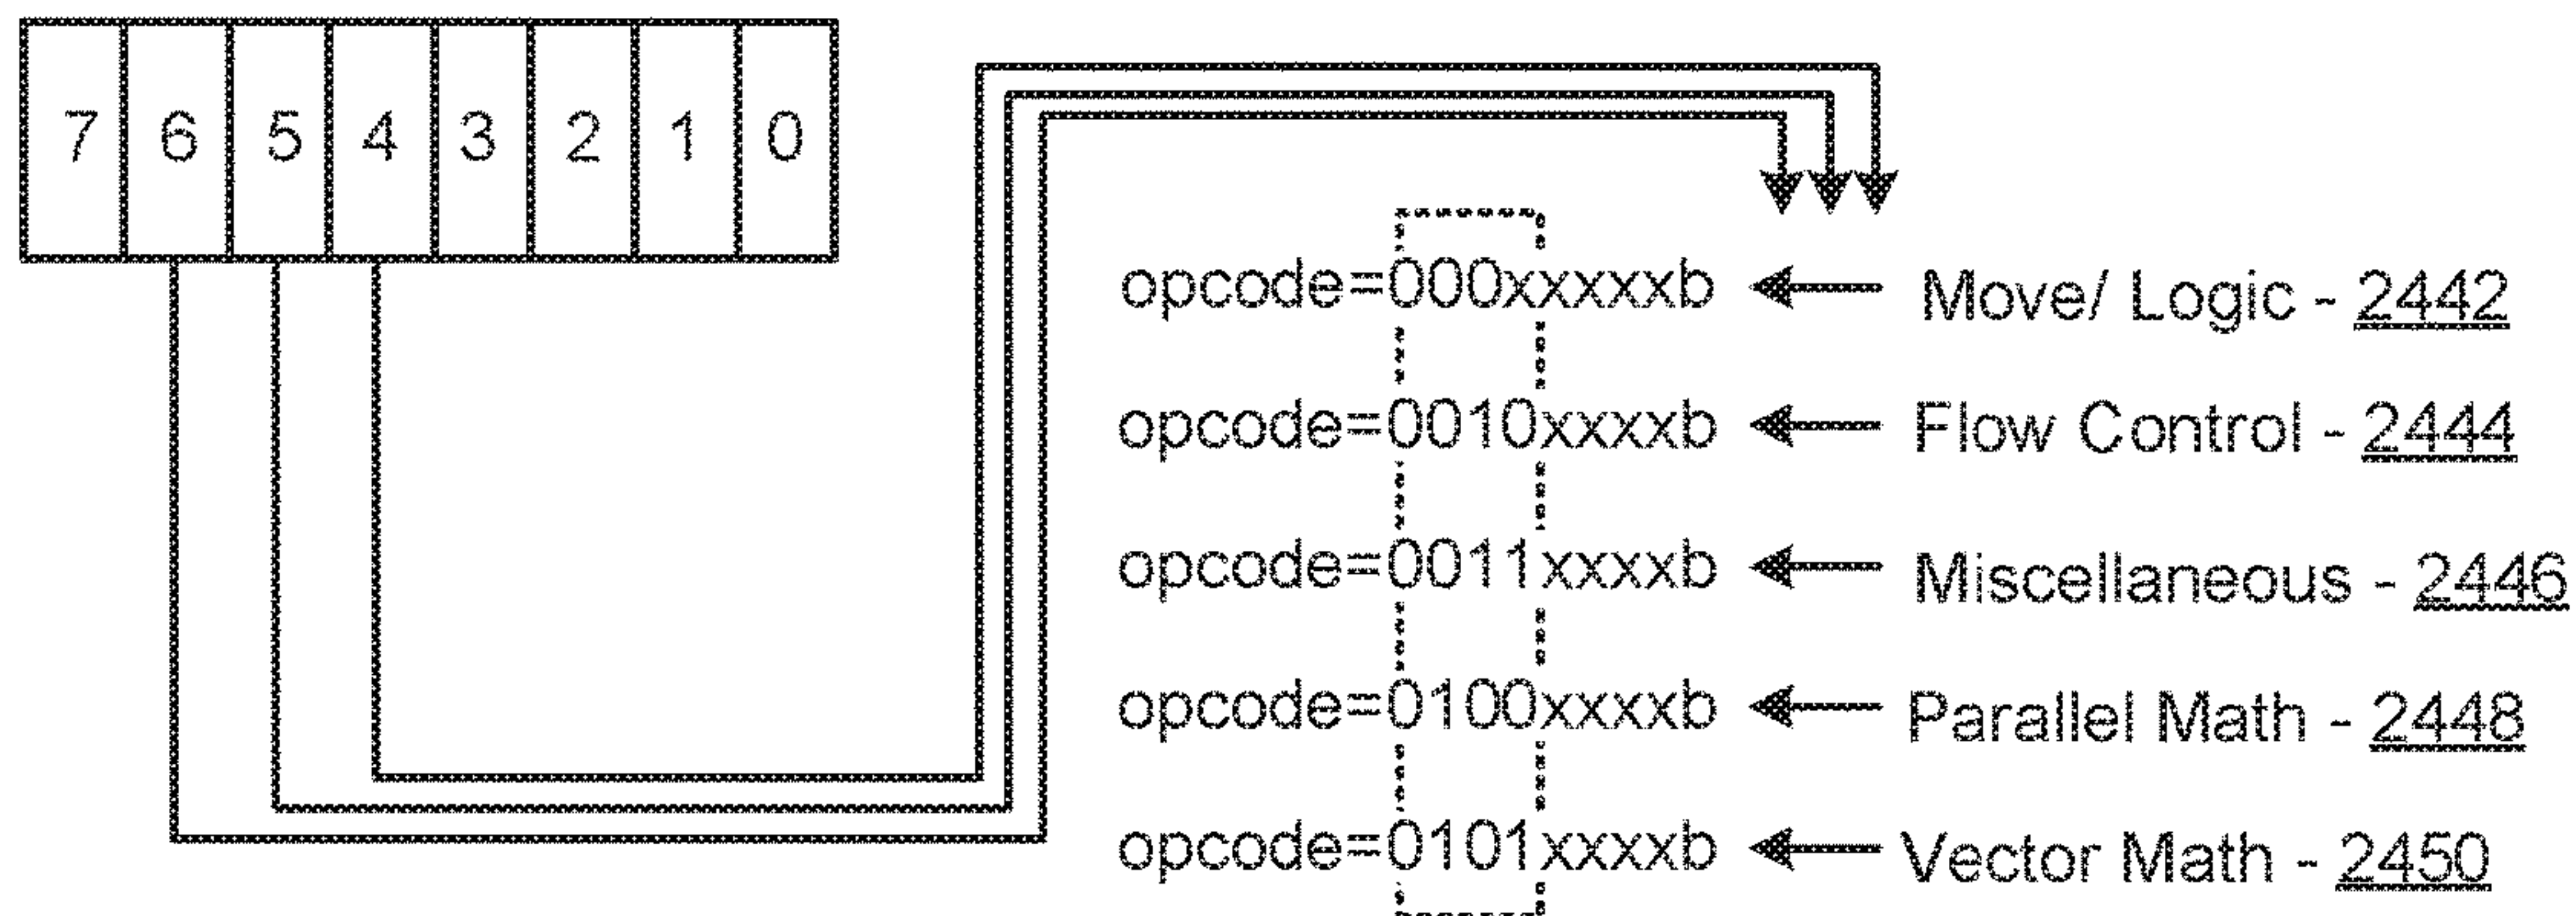 7 6 5 4 3 2 1 0
opcode=000xxxxxb Move/ Logic - 2442
opcode=0010xxxxb Flow Control - 2444
opcode=0011xxxxb Miscellaneous - 2446
opcode=0100xxxxb Parallel Math - 2448
opcode=0101xxxxb Vector Math - 2450